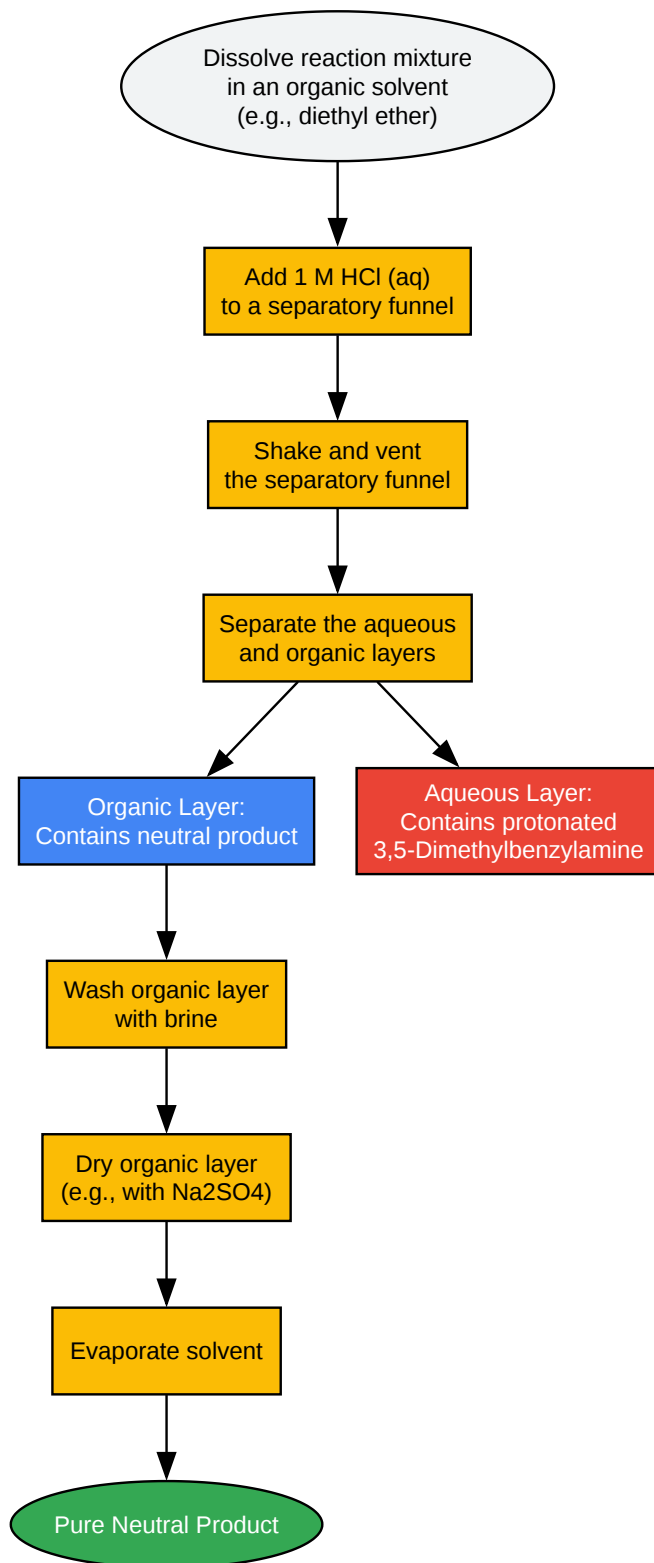 Dissolve reaction mixture
in an organic solvent
(e.g., diethyl ether)
Add 1 M HCl (aq)
to a separatory funnel
Shake and vent
the separatory funnel
Separate the aqueous
and organic layers
Organic Layer:
Contains neutral product
Aqueous Layer:
Contains protonated
3,5-Dimethylbenzylamine
Wash organic layer
with brine
Dry organic layer
(e.g., with Na2SO4)
Evaporate solvent
Pure Neutral Product